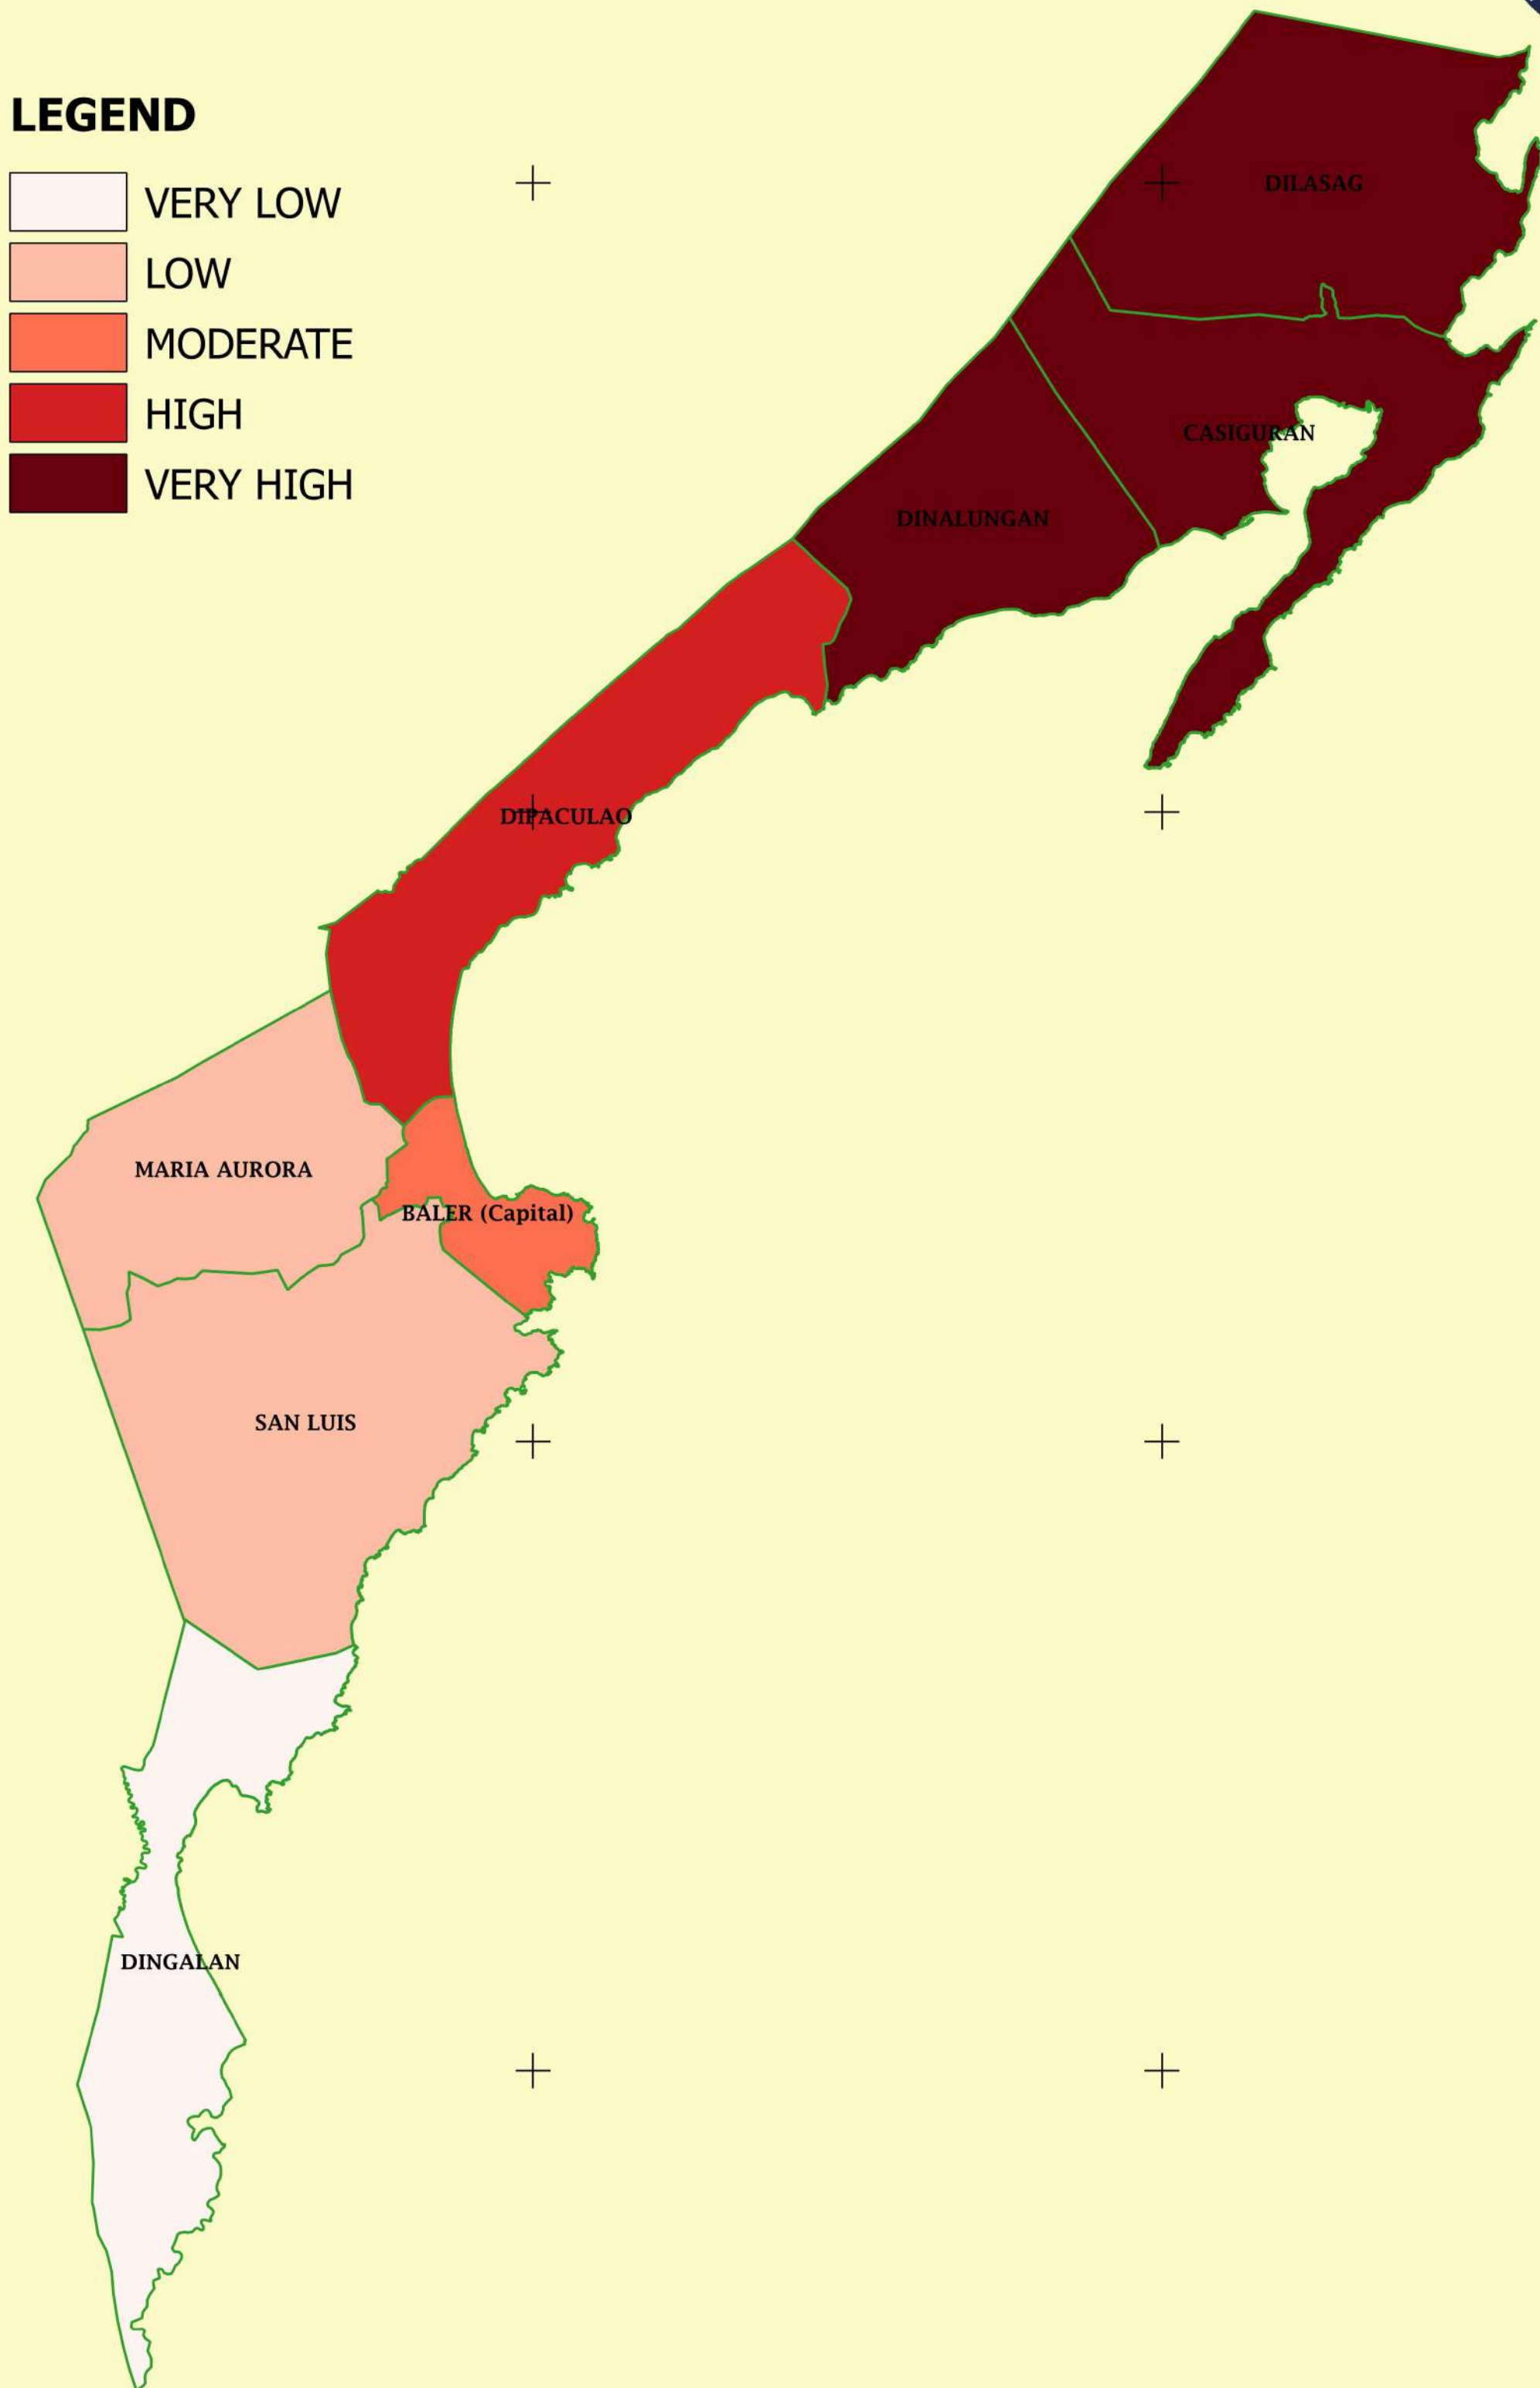 LEGEND
VERY LOW
LOW
MODERATE
HIGH
VERY HIGH
DILASAG
CASIGURAN
DINALUNGAN
DIPACULAO
MARIA AURORA
BALER (Capital)
SAN LUIS
DINGALAN